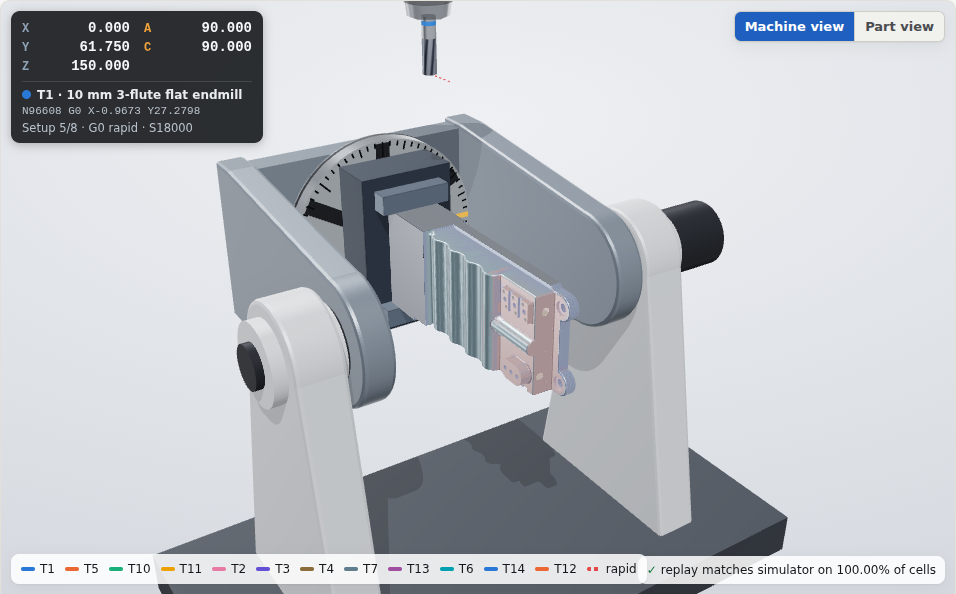 X 0.000 A 90.000
Y 61.750 C 90.000
Z 150.000
T1 · 10 mm 3-flute flat endmill
N96608 G0 X-0.9673 Y27.2798
Setup 5/8 · G0 rapid · S18000
Machine view Part view
T1 T5 T10 T11 T2 T3 T4 T7 T13 T6 T14 T12 rapid
✓ replay matches simulator on 100.00% of cells